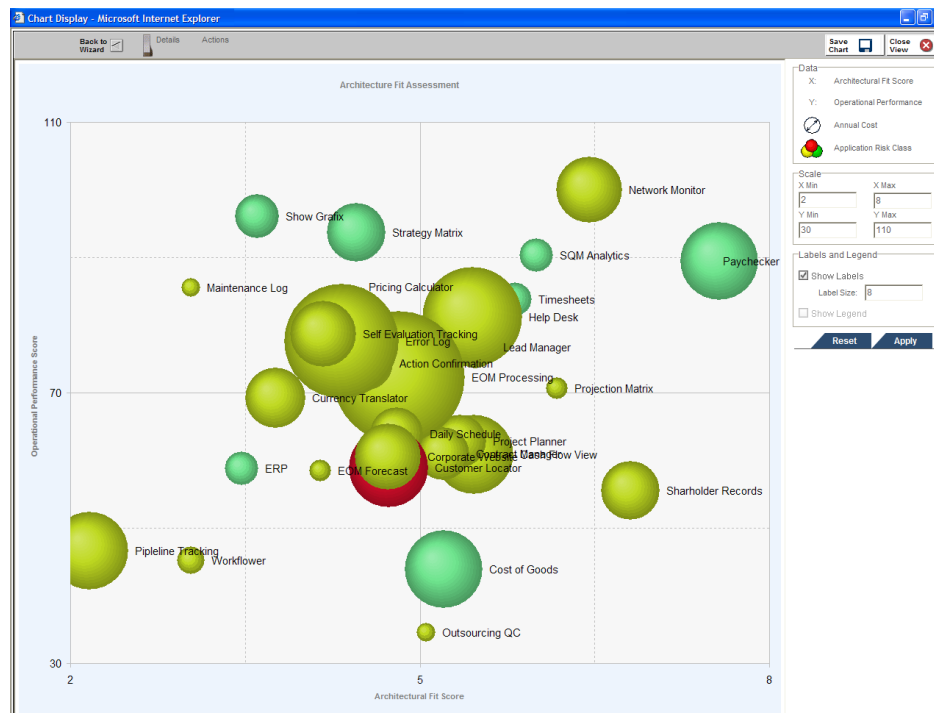 Chart Display - Microsoft Internet Explorer
Back to
Wizard
Details
Actions
Save
Chart
Close
View
Architecture Fit Assessment
110
70
30
2
5
8
Operational Performance Score
Architectural Fit Score
Network Monitor
Show Grafix
Strategy Matrix
SQM Analytics
Paychecker
Maintenance Log
Pricing Calculator
Timesheets
Help Desk
Self Evaluation Tracking
Error Log
Lead Manager
Action Confirmation
EOM Processing
Projection Matrix
Currency Translator
Daily Schedule
Project Planner
Contract Manager
Cash Flow View
Corporate Website
ERP
EOM Forecast
Customer Locator
Sharholder Records
Pipleline Tracking
Workflower
Cost of Goods
Outsourcing QC
Data
X: Architectural Fit Score
Y: Operational Performance
Annual Cost
Application Risk Class
Scale
X Min X Max
2 8
Y Min Y Max
30 110
Labels and Legend
Show Labels
Label Size: 8
Show Legend
Reset Apply